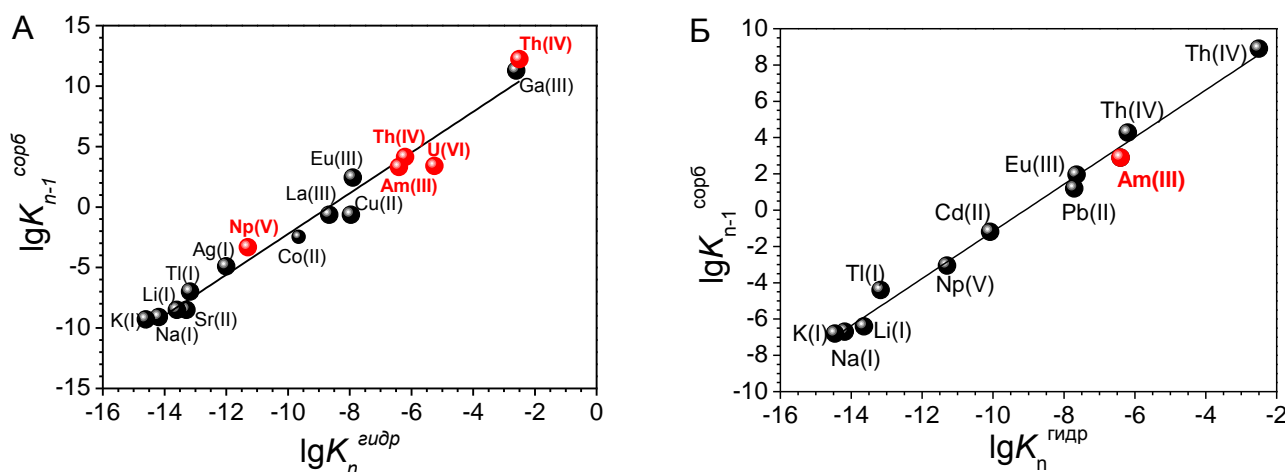 А
15
10
5
0
-5
-10
-15
-16
-14
-12
-10
-8
-6
-4
-2
0
lgK n-1 сорб
lgK n гидр
Th(IV)
Ga(III)
Th(IV)
U(VI)
Eu(III)
Am(III)
La(III)
Cu(II)
Np(V)
Co(II)
Ag(I)
Tl(I)
Li(I)
K(I)
Sr(II)
Na(I)
Б
10
8
6
4
2
0
-2
-4
-6
-8
-10
-16
-14
-12
-10
-8
-6
-4
-2
lgK n-1 сорб
lgK n гидр
Th(IV)
Th(IV)
Eu(III)
Am(III)
Pb(II)
Cd(II)
Np(V)
Tl(I)
K(I)
Li(I)
Na(I)